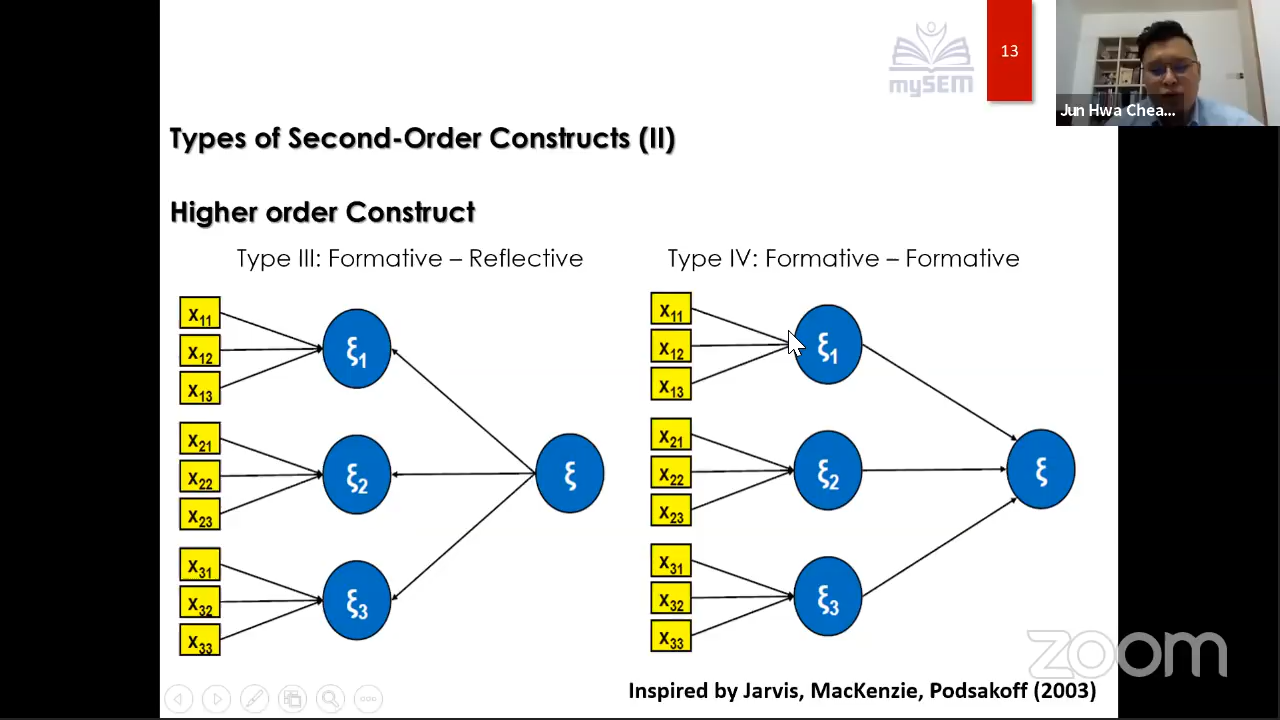 mySEM
13
Jun Hwa Chea...
Types of Second-Order Constructs (II)
Higher order Construct
Type III: Formative – Reflective
x11
x12
x13
x21
x22
x23
x31
x32
x33
ξ1
ξ2
ξ3
ξ
Type IV: Formative – Formative
x11
x12
x13
x21
x22
x23
x31
x32
x33
ξ1
ξ2
ξ3
ξ
zoom
Inspired by Jarvis, MacKenzie, Podsakoff (2003)